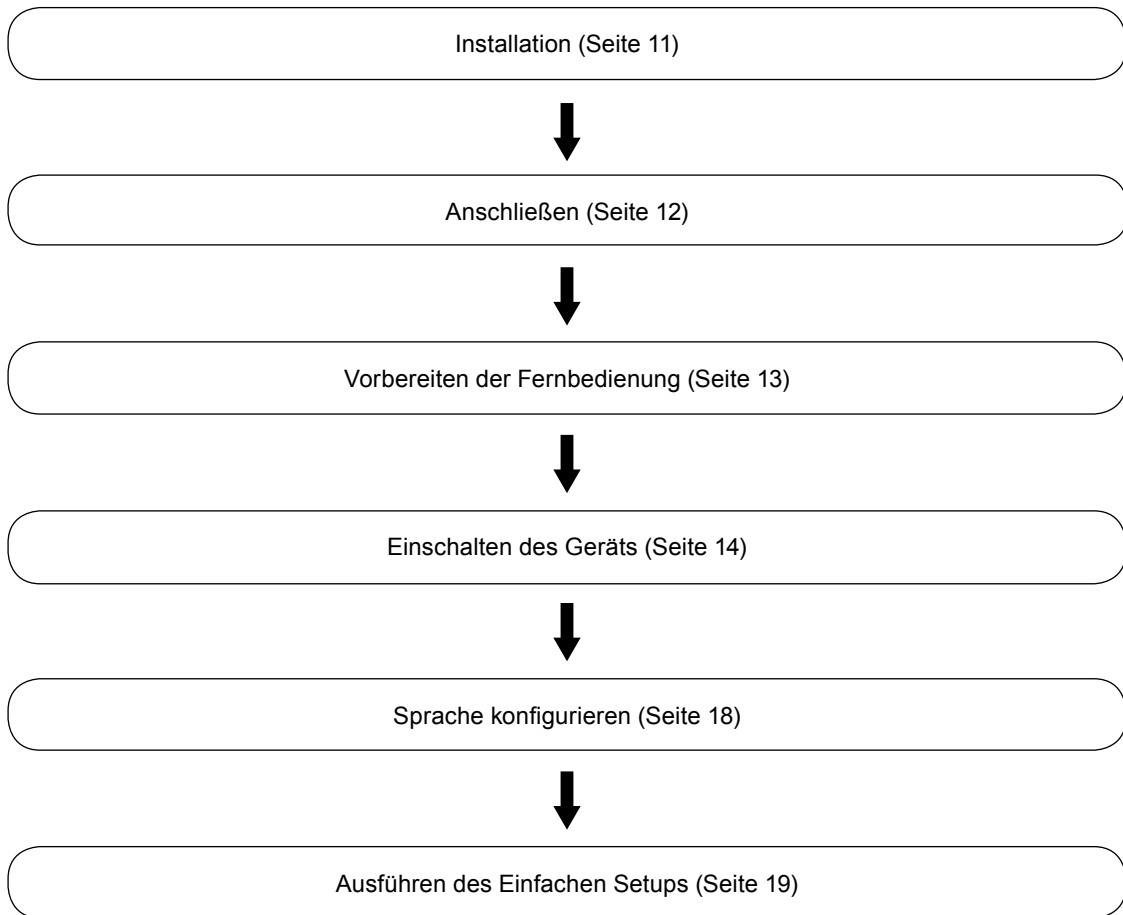 Installation (Seite 11)
Anschließen (Seite 12)
Vorbereiten der Fernbedienung (Seite 13)
Einschalten des Geräts (Seite 14)
Sprache konfigurieren (Seite 18)
Ausführen des Einfachen Setups (Seite 19)